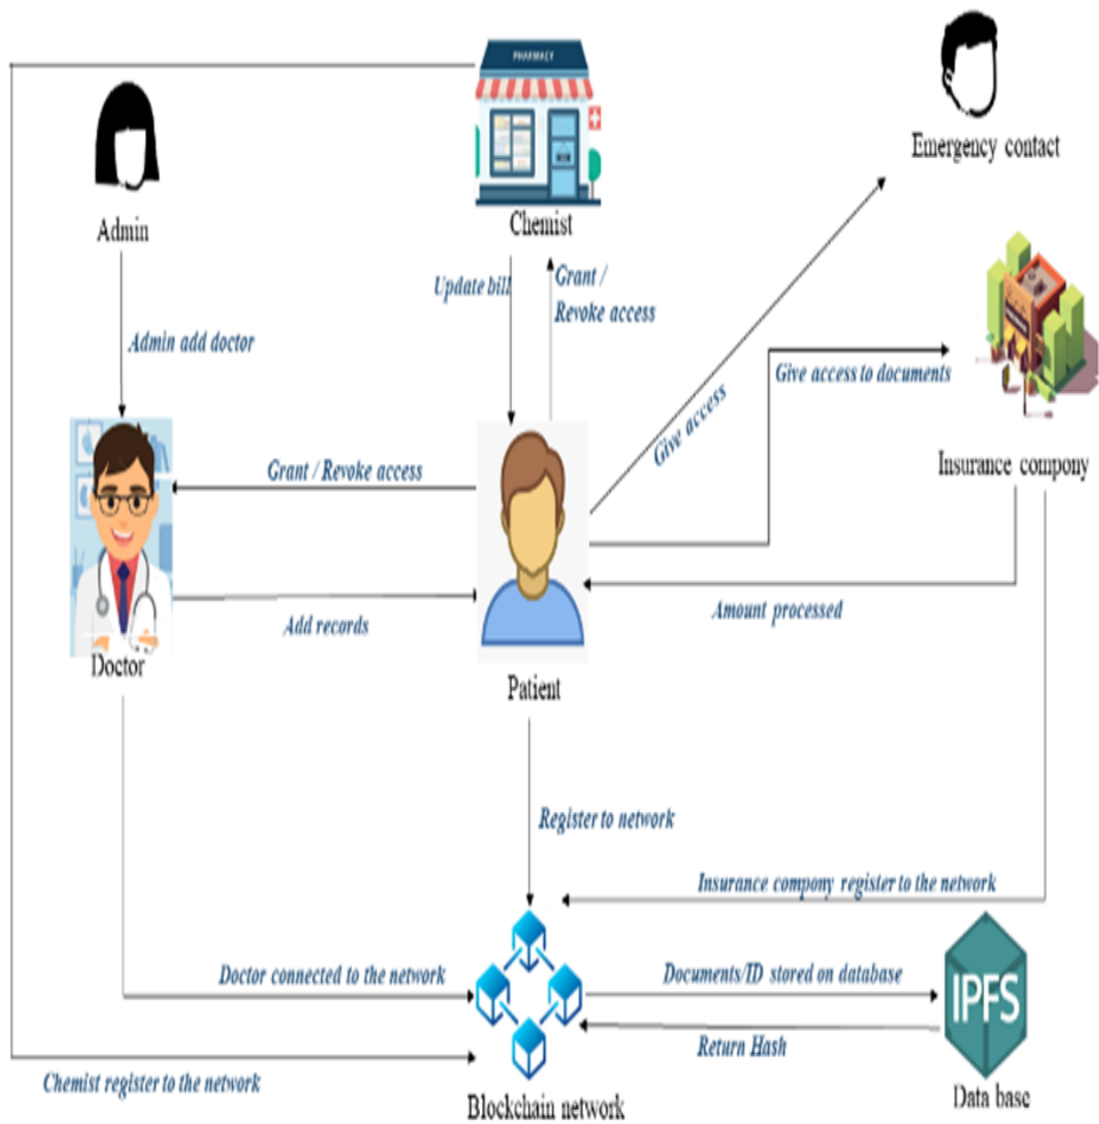 PHARMACY
Emergency contact
Chemist
Admin
Update bill
Grant /
Revoke access
Admin add doctor
Give access to documents
Give access
Insurance compony
Grant / Revoke access
Amount processed
Add records
Doctor
Patient
Register to network
Insurance compony register to the network
Doctor connected to the network
Documents/ID stored on database
IPFS
Return Hash
Chemist register to the network
Data base
Blockchain network